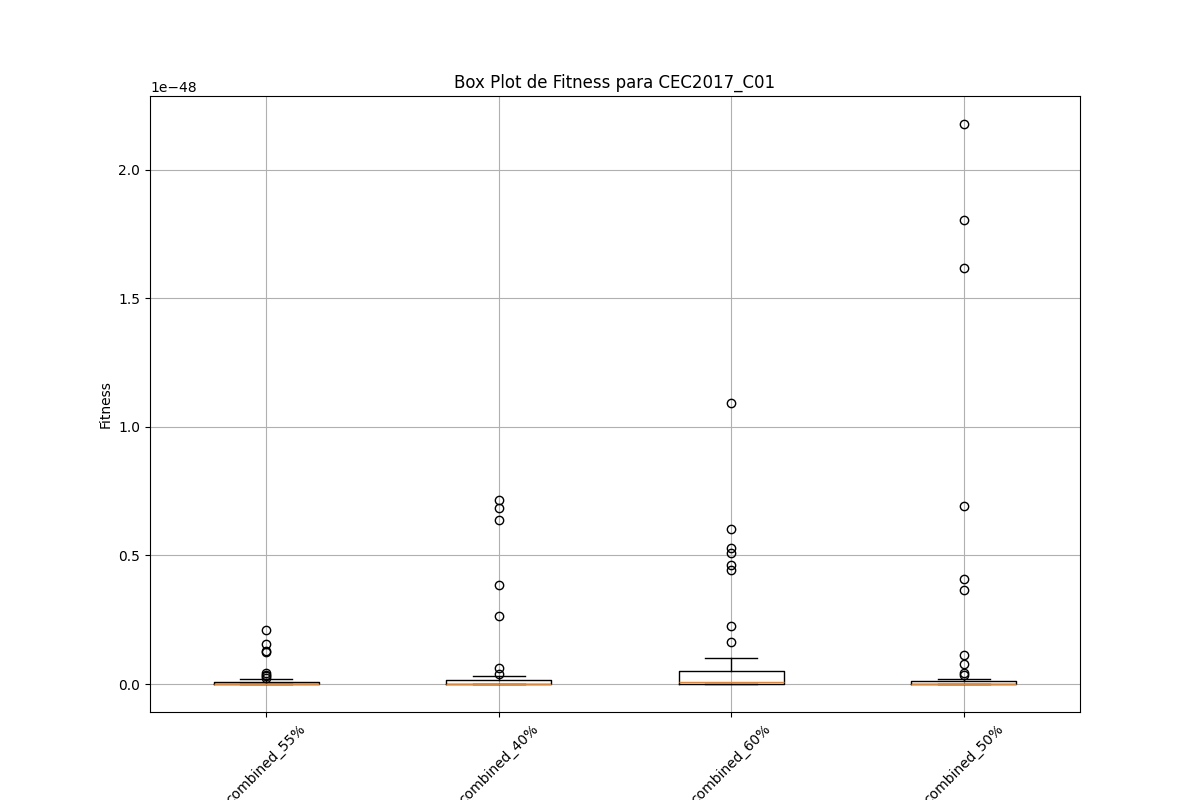 Box Plot de Fitness para CEC2017_C01
1e−48
2.0
1.5
1.0
0.5
0.0
Fitness
combined_55%
combined_40%
combined_60%
combined_50%